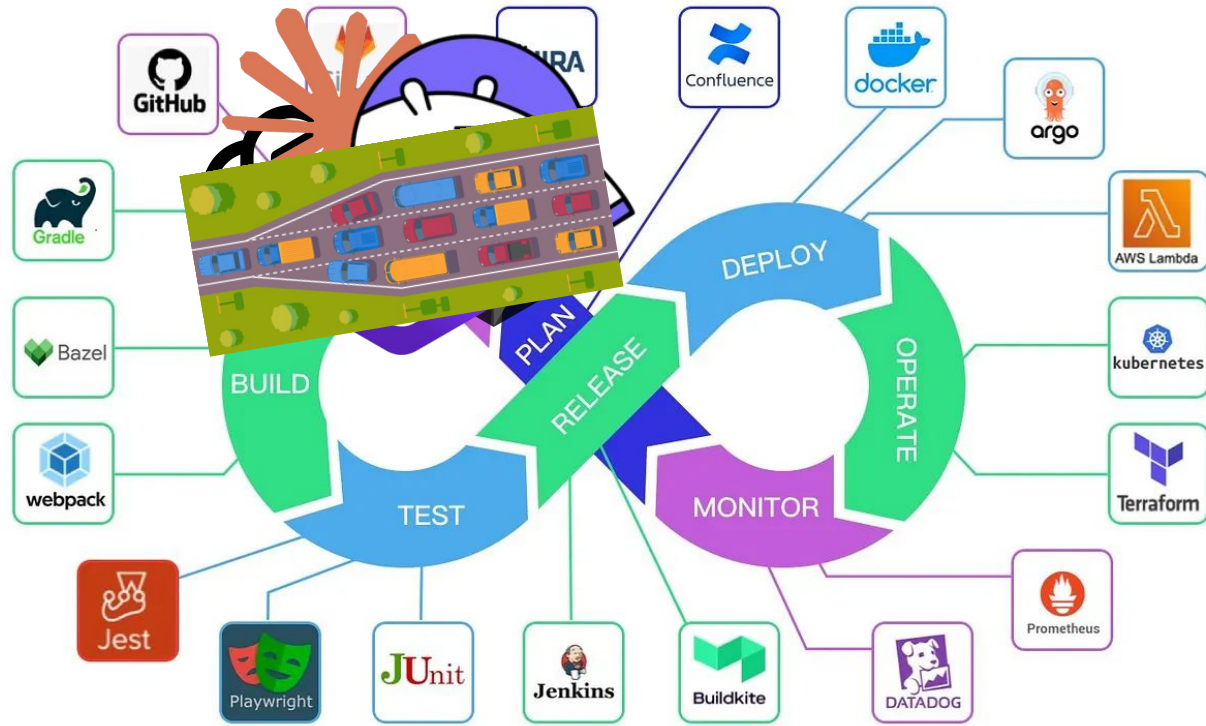 GitHub
Confluence
docker
argo
Gradle
AWS Lambda
DEPLOY
Bazel
PLAN
BUILD
RELEASE
OPERATE
kubernetes
webpack
TEST
MONITOR
Terraform
Jest
Playwright
JUnit
Jenkins
Buildkite
DATADOG
Prometheus